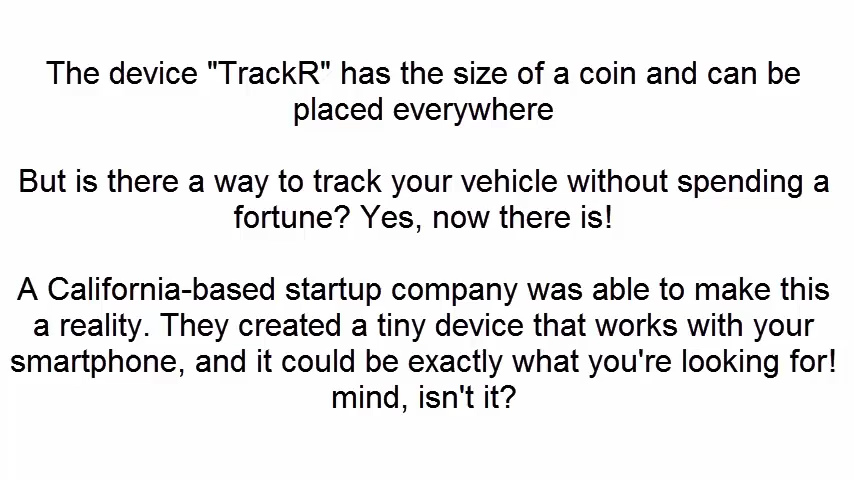 The device "TrackR" has the size of a coin and can be
placed everywhere
But is there a way to track your vehicle without spending a
fortune? Yes, now there is!
A California-based startup company was able to make this
a reality. They created a tiny device that works with your
smartphone, and it could be exactly what you're looking for!
mind, isn't it?